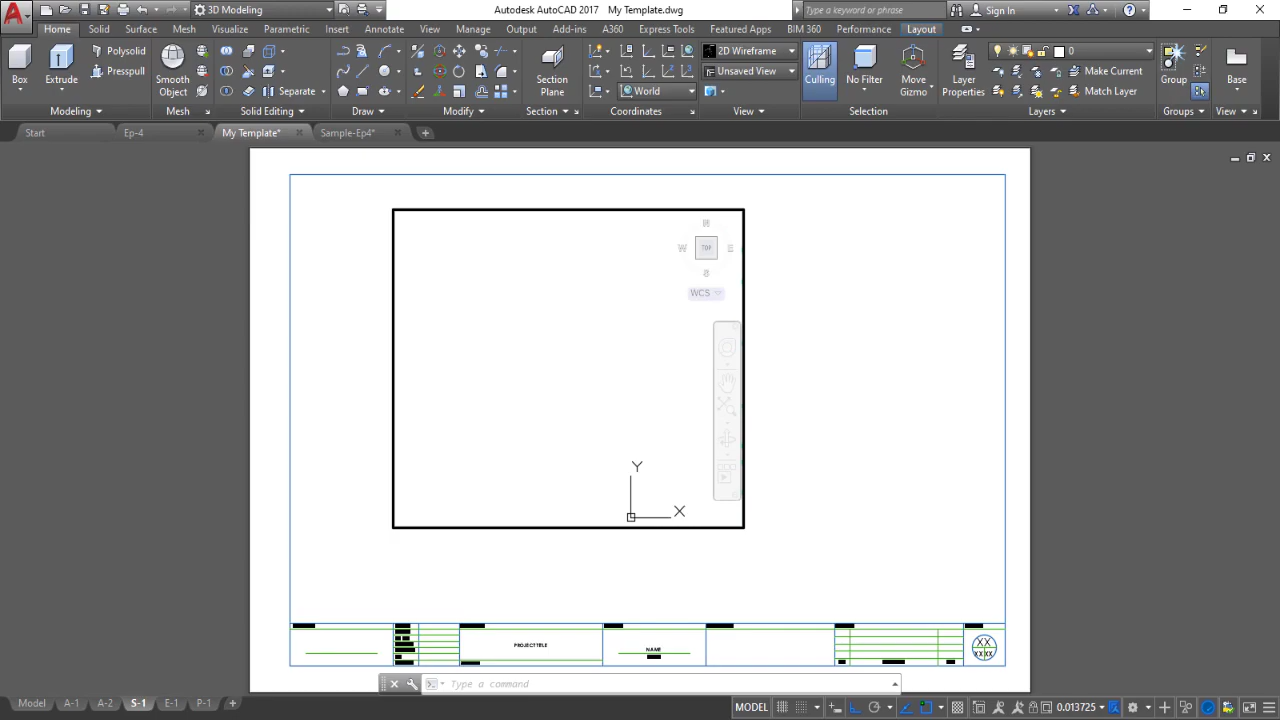 3D Modeling
Autodesk AutoCAD 2017 My Template.dwg
Type a keyword or phrase
Sign In
Home Solid Surface Mesh Visualize Parametric Insert Annotate View Manage Output Add-ins A360 Express Tools Featured Apps BIM 360 Performance Layout
Polysolid
Presspull
Box
Extrude
Smooth
Object
Separate
Section
Plane
World
2D Wireframe
Unsaved View
Culling
No Filter
Move
Gizmo
Layer
Properties
0
Make Current
Match Layer
Group
Base
Modeling Mesh Solid Editing Draw Modify Section Coordinates View Selection Layers Groups View
Start Ep-4 My Template* Sample-Ep4*
W
TOP
E
S
WCS
Y
X
PROJECT TITLE
NAME
XX
XXXX
Type a command
Model A-1 A-2 S-1 E-1 P-1
MODEL
0.013725